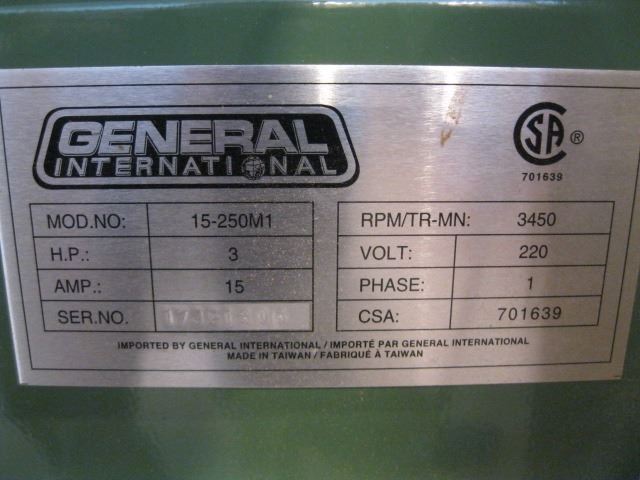 GENERAL
INTERNATIONAL
CSA ®
701639
MOD.NO: 15-250M1
H.P.: 3
AMP.: 15
SER.NO.
RPM/TR-MN: 3450
VOLT: 220
PHASE: 1
CSA: 701639
IMPORTED BY GENERAL INTERNATIONAL / IMPORTÉ PAR GENERAL INTERNATIONAL
MADE IN TAIWAN / FABRIQUÉ À TAIWAN